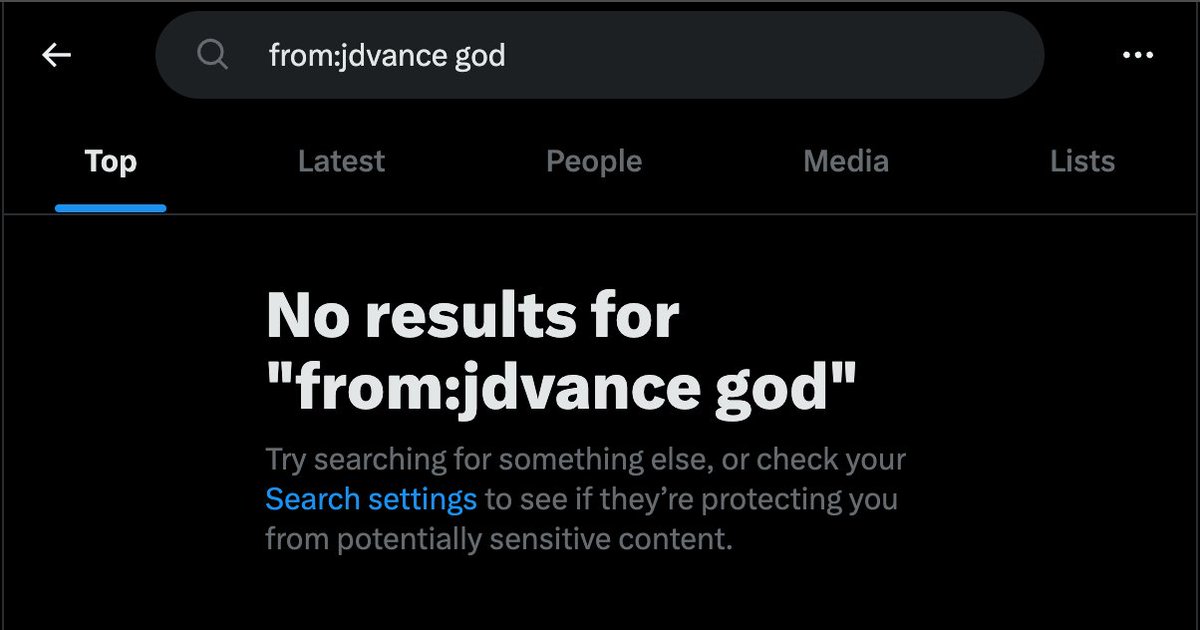 from:jdvance god
Top Latest People Media Lists
No results for
"from:jdvance god"
Try searching for something else, or check your
Search settings to see if they’re protecting you
from potentially sensitive content.